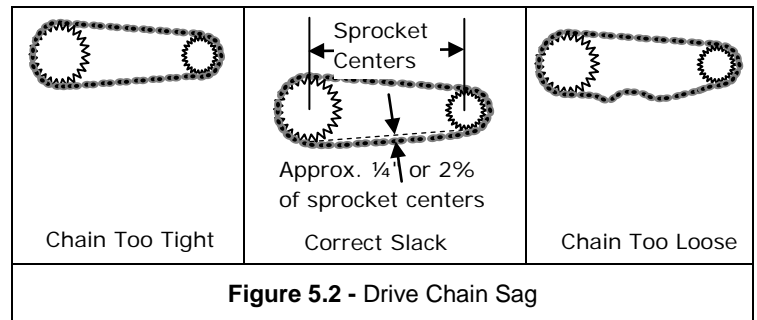 Chain Too Tight
Sprocket
Centers
Approx. ¼" or 2%
of sprocket centers
Correct Slack
Chain Too Loose
Figure 5.2 - Drive Chain Sag